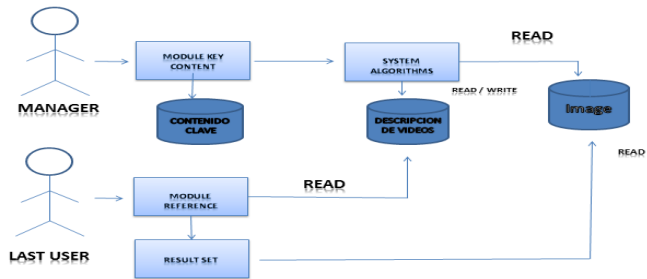 MODULE KEY
CONTENT
SYSTEM
ALGORITHMS
READ
MANAGER
READ / WRITE
CONTENIDO
CLAVE
DESCRIPCION
DE VIDEOS
Image
READ
MODULE
REFERENCE
READ
LAST USER
RESULT SET